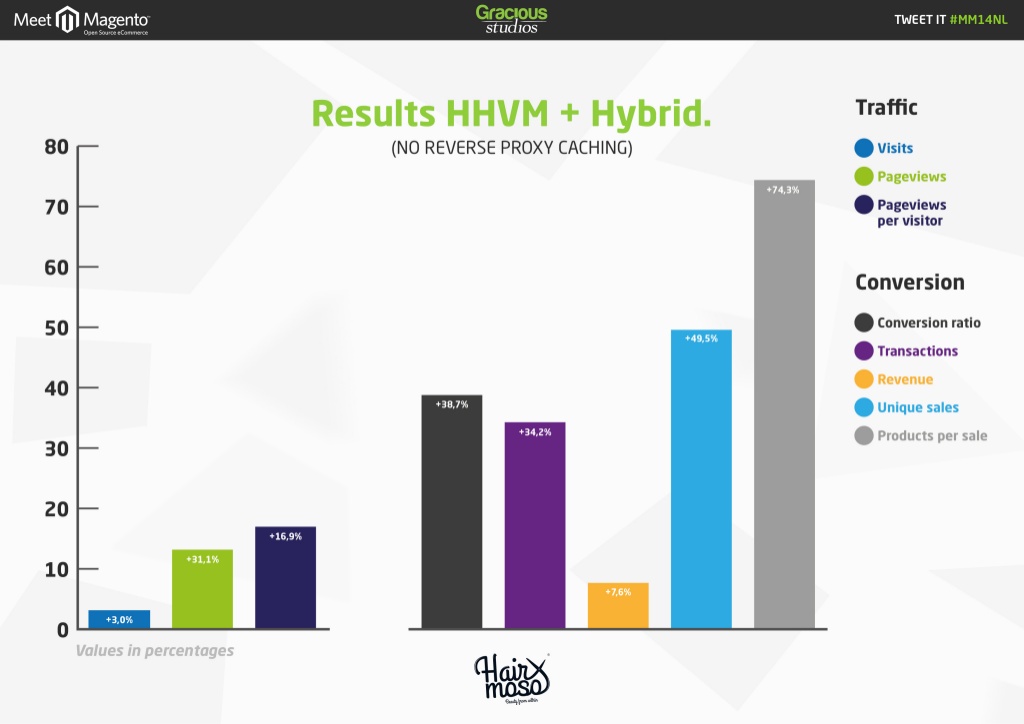 Meet Magento
Open Source eCommerce
Gracious
studios
TWEET IT #MM14NL
Results HHVM + Hybrid.
(NO REVERSE PROXY CACHING)
80
70
60
50
40
30
20
10
0
+3,0%
+31,1%
+16,9%
+38,7%
+34,2%
+7,6%
+49,5%
+74,3%
Values in percentages
Traffic
Visits
Pageviews
Pageviews
per visitor
Conversion
Conversion ratio
Transactions
Revenue
Unique sales
Products per sale
Hair
moso
Beauty from within